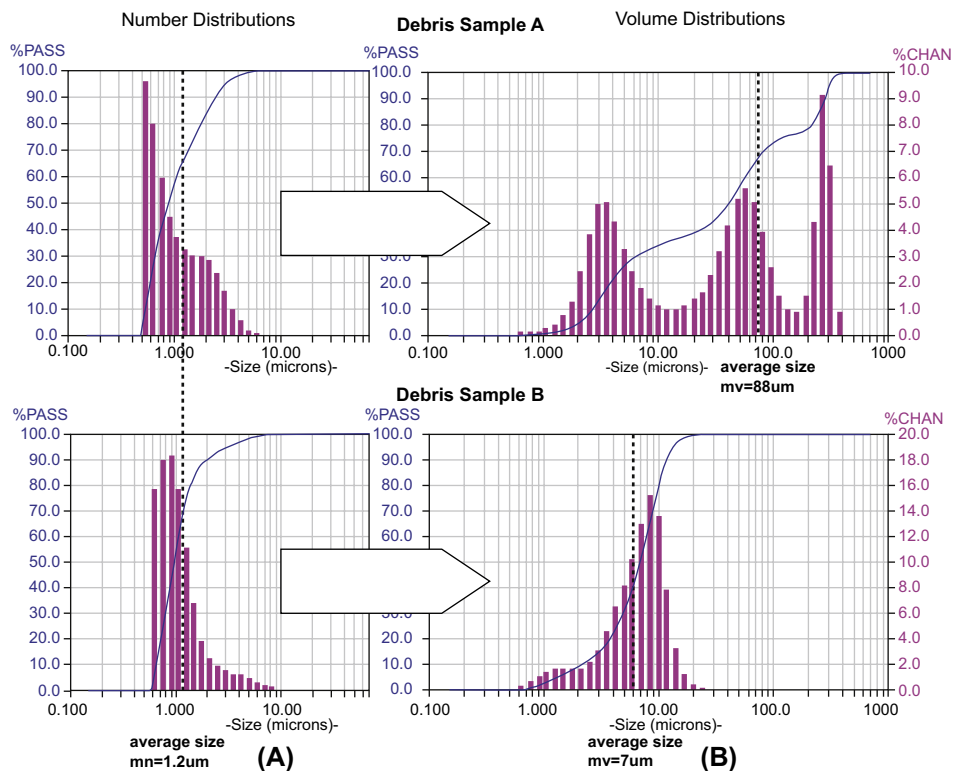 Number Distributions
Debris Sample A
Volume Distributions
%PASS
%PASS
%CHAN
100.0
90.0
80.0
70.0
60.0
50.0
40.0
30.0
20.0
10.0
0.0
100.0
90.0
80.0
70.0
60.0
50.0
40.0
30.0
20.0
10.0
0.0
10.0
9.0
8.0
7.0
6.0
5.0
4.0
3.0
2.0
1.0
0.0
0.100 1.000 10.00
-Size (microns)-
0.100 1.000 10.00 100.0 1000
-Size (microns)-
average size
mv=88um
Debris Sample B
%PASS
%PASS
%CHAN
100.0
90.0
80.0
70.0
60.0
50.0
40.0
30.0
20.0
10.0
0.0
100.0
90.0
80.0
70.0
60.0
50.0
40.0
30.0
20.0
10.0
0.0
20.0
18.0
16.0
14.0
12.0
10.0
8.0
6.0
4.0
2.0
0.0
0.100 1.000 10.00
-Size (microns)-
0.100 1.000 10.00 100.0 1000
-Size (microns)-
average size
mn=1.2um
(A)
average size
mv=7um
(B)